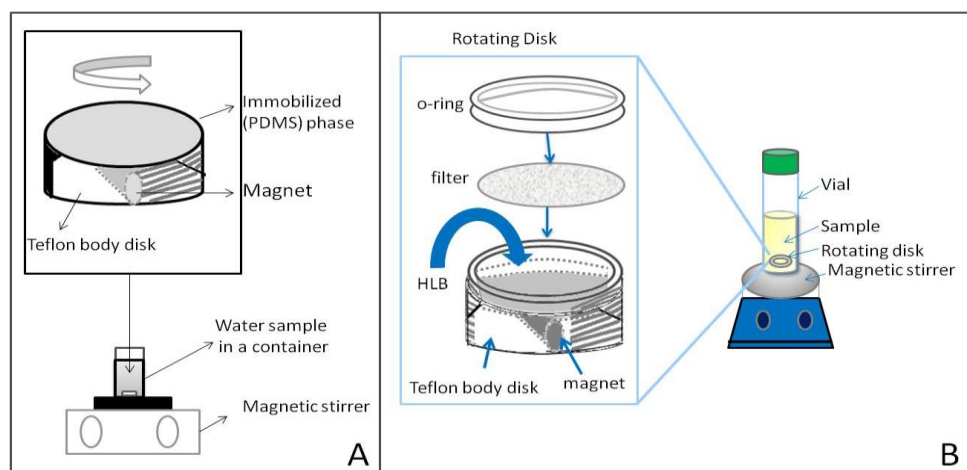 Immobilized
(PDMS) phase
Magnet
Teflon body disk
Water sample
in a container
Magnetic stirrer
A
Rotating Disk
o-ring
filter
HLB
Teflon body disk
magnet
Vial
Sample
Rotating disk
Magnetic stirrer
B